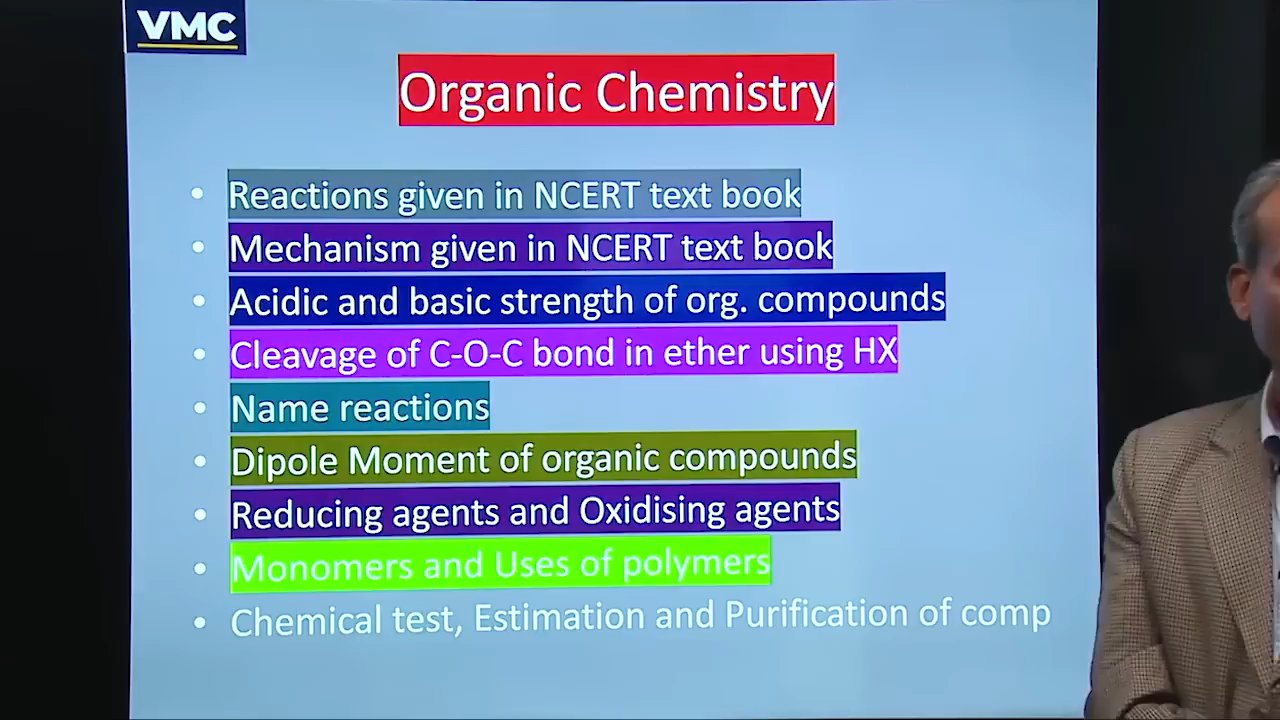 VMC
Organic Chemistry
• Reactions given in NCERT text book
• Mechanism given in NCERT text book
• Acidic and basic strength of org. compounds
• Cleavage of C-O-C bond in ether using HX
• Name reactions
• Dipole Moment of organic compounds
• Reducing agents and Oxidising agents
• Monomers and Uses of polymers
• Chemical test, Estimation and Purification of comp